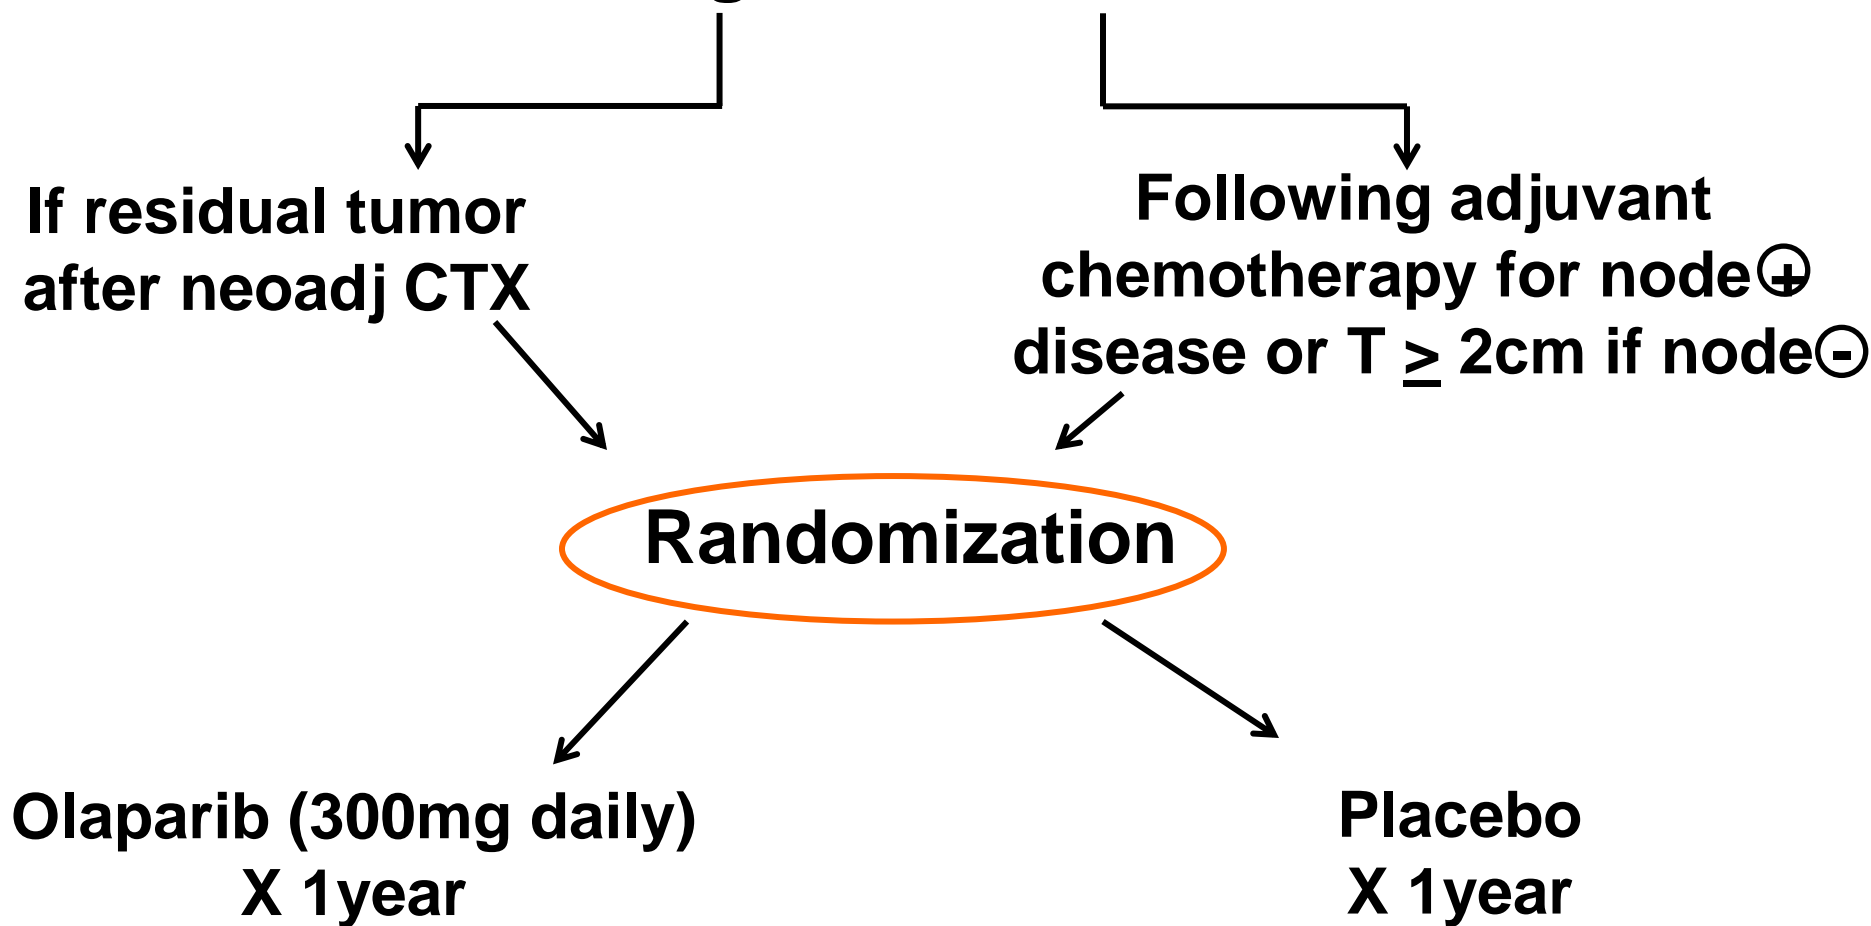 If residual tumor
after neoadj CTX
Following adjuvant
chemotherapy for node +
disease or T ≥ 2cm if node -
Randomization
Olaparib (300mg daily)
X 1year
Placebo
X 1year